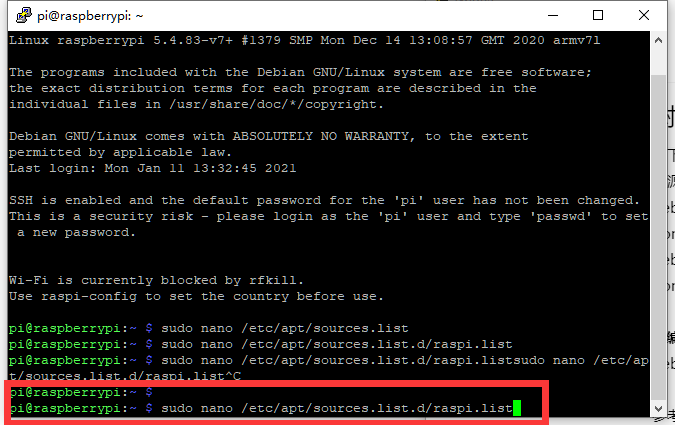 pi@raspberrypi: ~
Linux raspberrypi 5.4.83-v7+ #1379 SMP Mon Dec 14 13:08:57 GMT 2020 armv7l
The programs included with the Debian GNU/Linux system are free software;
the exact distribution terms for each program are described in the
individual files in /usr/share/doc/*/copyright.
Debian GNU/Linux comes with ABSOLUTELY NO WARRANTY, to the extent
permitted by applicable law.
Last login: Mon Jan 11 13:32:45 2021
SSH is enabled and the default password for the 'pi' user has not been changed.
This is a security risk - please login as the 'pi' user and type 'passwd' to set
 a new password.
Wi-Fi is currently blocked by rfkill.
Use raspi-config to set the country before use.
pi@raspberrypi:~ $ sudo nano /etc/apt/sources.list
pi@raspberrypi:~ $ sudo nano /etc/apt/sources.list.d/raspi.list
pi@raspberrypi:~ $ sudo nano /etc/apt/sources.list.d/raspi.listsudo nano /etc/ap
t/sources.list.d/raspi.list^C
pi@raspberrypi:~ $
pi@raspberrypi:~ $ sudo nano /etc/apt/sources.list.d/raspi.list